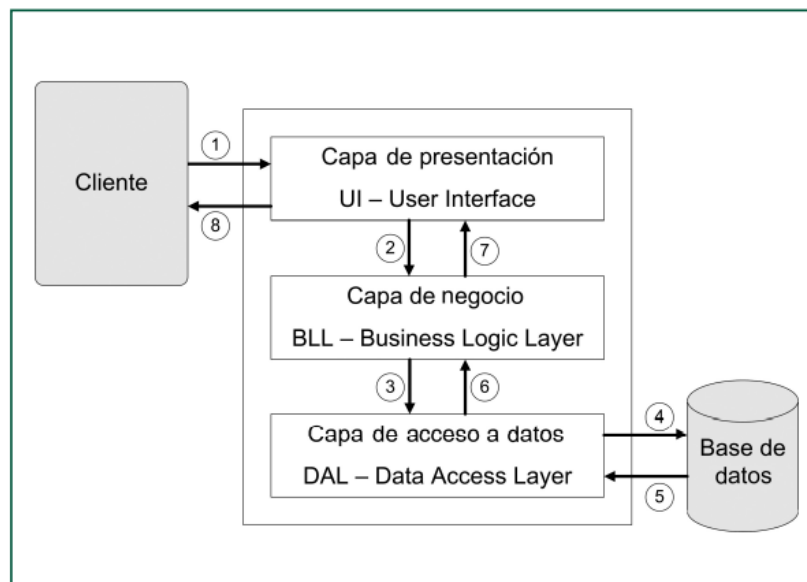 Cliente
1
8
Capa de presentación
UI – User Interface
2
7
Capa de negocio
BLL – Business Logic Layer
3
6
Capa de acceso a datos
DAL – Data Access Layer
4
5
Base de
datos